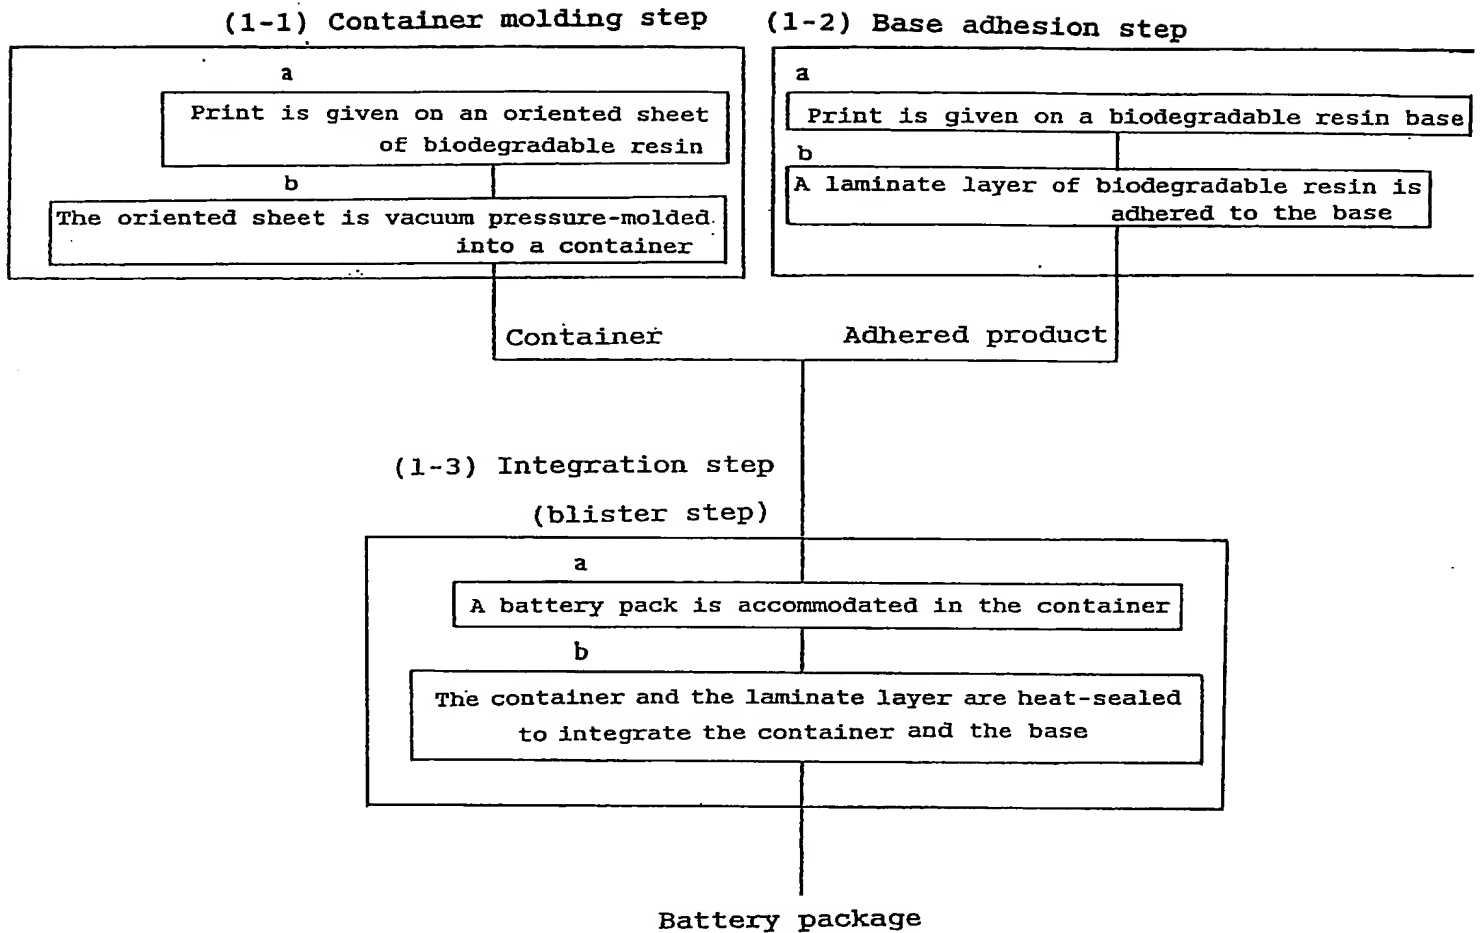 (1-1) Container molding step
a
Print is given on an oriented sheet
of biodegradable resin
b
The oriented sheet is vacuum pressure-molded
into a container
(1-2) Base adhesion step
a
Print is given on a biodegradable resin base
b
A laminate layer of biodegradable resin is
adhered to the base
Container
Adhered product
(1-3) Integration step
(blister step)
a
A battery pack is accommodated in the container
b
The container and the laminate layer are heat-sealed
to integrate the container and the base
Battery package